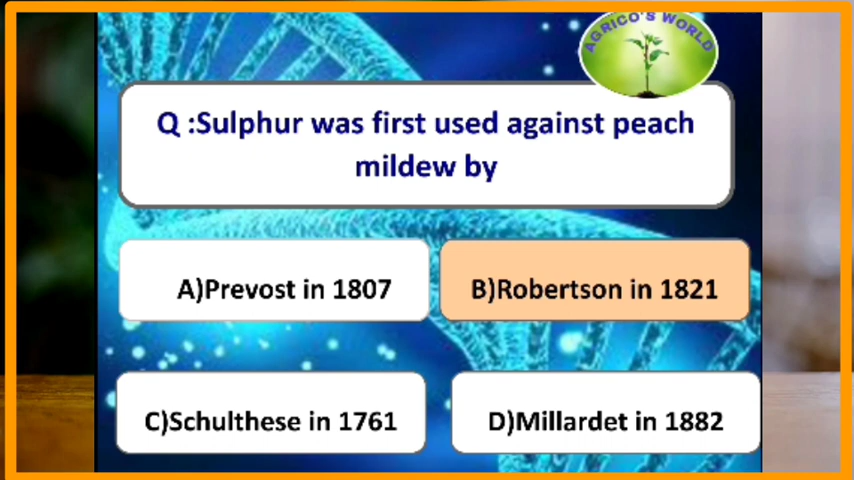 AGRICO'S WORLD
Q :Sulphur was first used against peach
mildew by
A)Prevost in 1807
B)Robertson in 1821
C)Schulthese in 1761
D)Millardet in 1882